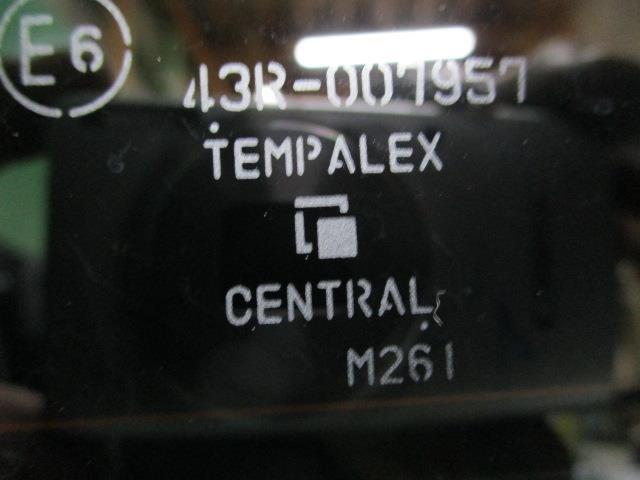 E6
43R-007957
TEMPALEX
CENTRAL
M261